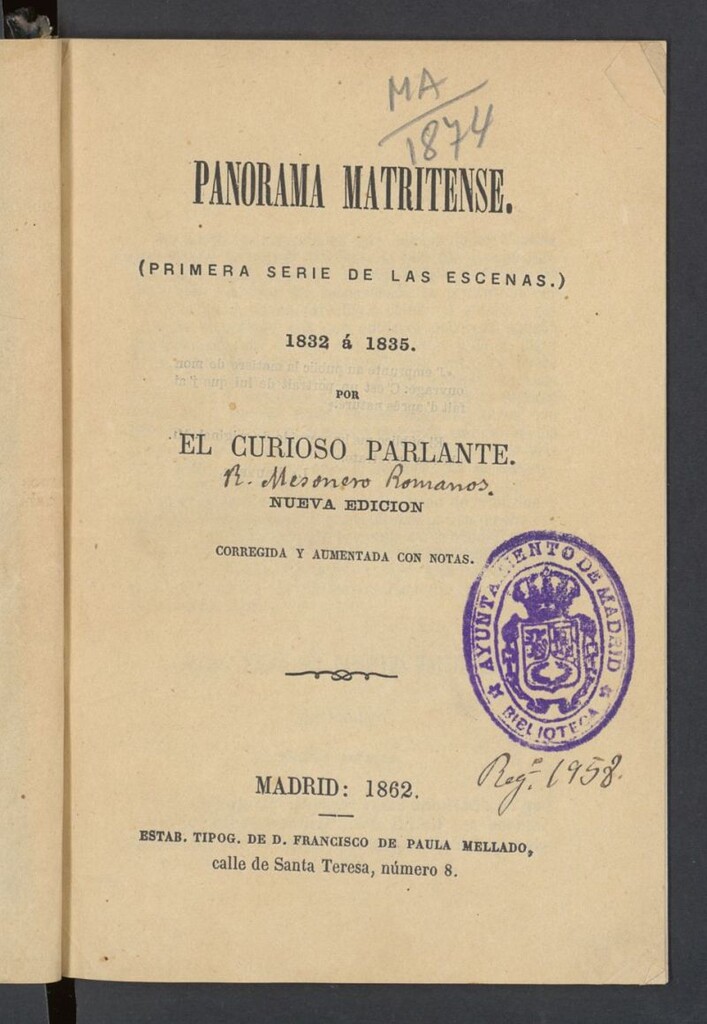 MA
1874
PANORAMA MATRITENSE.
(PRIMERA SERIE DE LAS ESCENAS.)
1832 á 1835.
POR
EL CURIOSO PARLANTE.
R. Mesonero Romanos.
NUEVA EDICION
CORREGIDA Y AUMENTADA CON NOTAS.
AYUNTAMIENTO DE MADRID
BIBLIOTECA
Reg.º 1958.
MADRID: 1862.
ESTAB. TIPOG. DE D. FRANCISCO DE PAULA MELLADO,
calle de Santa Teresa, número 8.